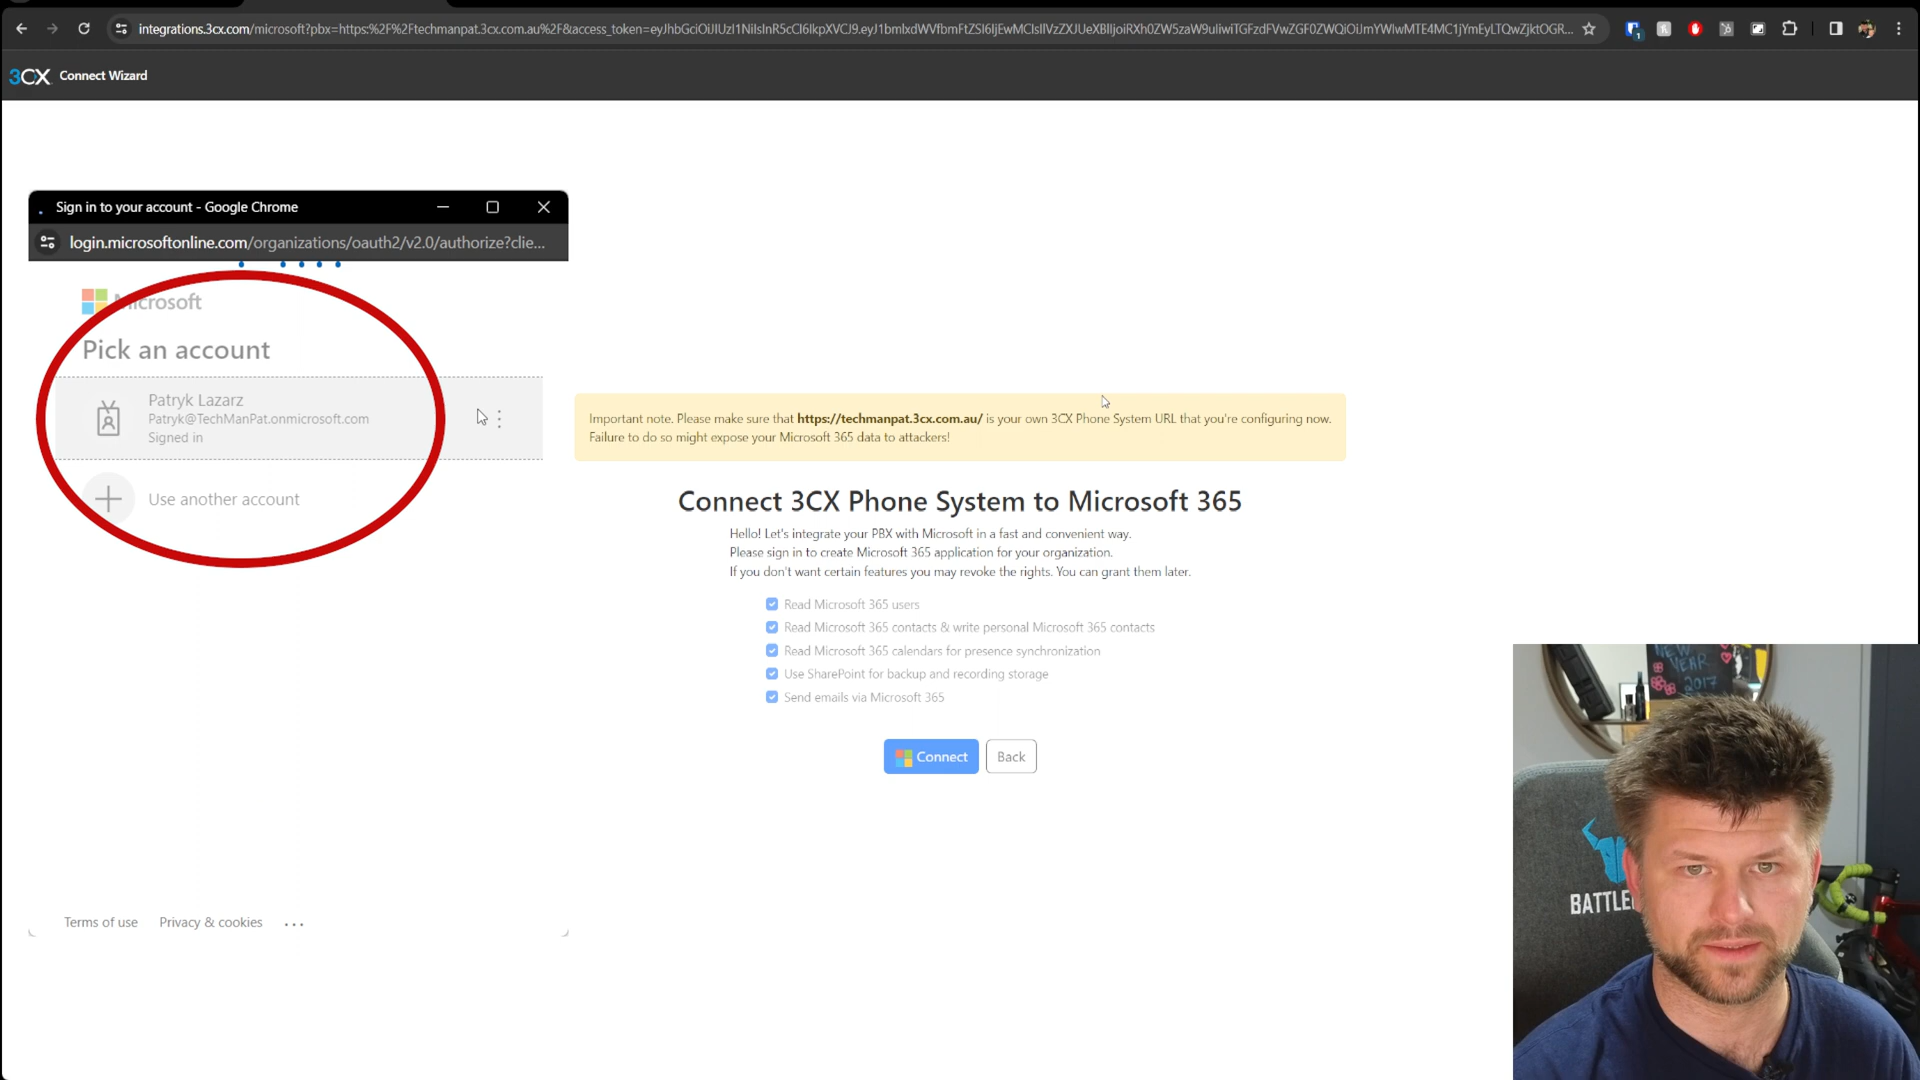 integrations.3cx.com/microsoft?pbx=https:%2F%2Ftechmanpat.3cx.com.au%2F&access_token=
3CX Connect Wizard
Sign in to your account - Google Chrome
login.microsoftonline.com/organizations/oauth2/v2.0/authorize?clie...
Microsoft
Pick an account
Patryk Lazarz
Patryk@TechManPat.onmicrosoft.com
Signed in
Use another account
Terms of use Privacy & cookies ...
Important note. Please make sure that https://techmanpat.3cx.com.au/ is your own 3CX Phone System URL that you're configuring now.
Failure to do so might expose your Microsoft 365 data to attackers!
Connect 3CX Phone System to Microsoft 365
Hello! Let's integrate your PBX with Microsoft in a fast and convenient way.
Please sign in to create Microsoft 365 application for your organization.
If you don't want certain features you may revoke the rights. You can grant them later.
Read Microsoft 365 users
Read Microsoft 365 contacts & write personal Microsoft 365 contacts
Read Microsoft 365 calendars for presence synchronization
Use SharePoint for backup and recording storage
Send emails via Microsoft 365
Connect
Back
NEW
YEAR
2017